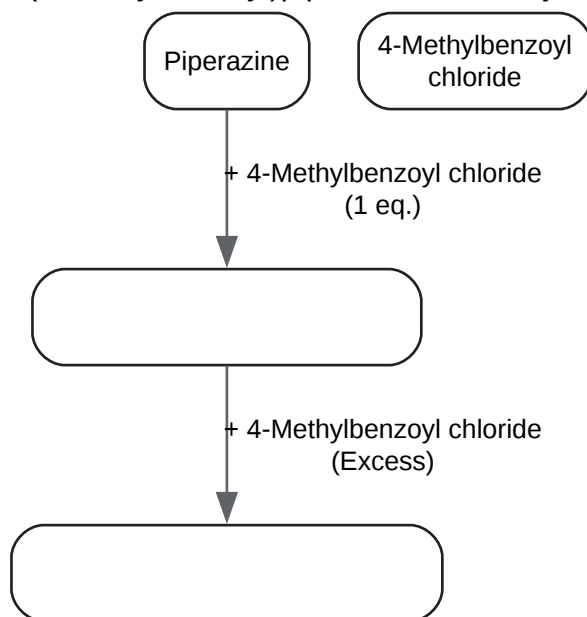 Piperazine
4-Methylbenzoyl
chloride
+ 4-Methylbenzoyl chloride
(1 eq.)
+ 4-Methylbenzoyl chloride
(Excess)